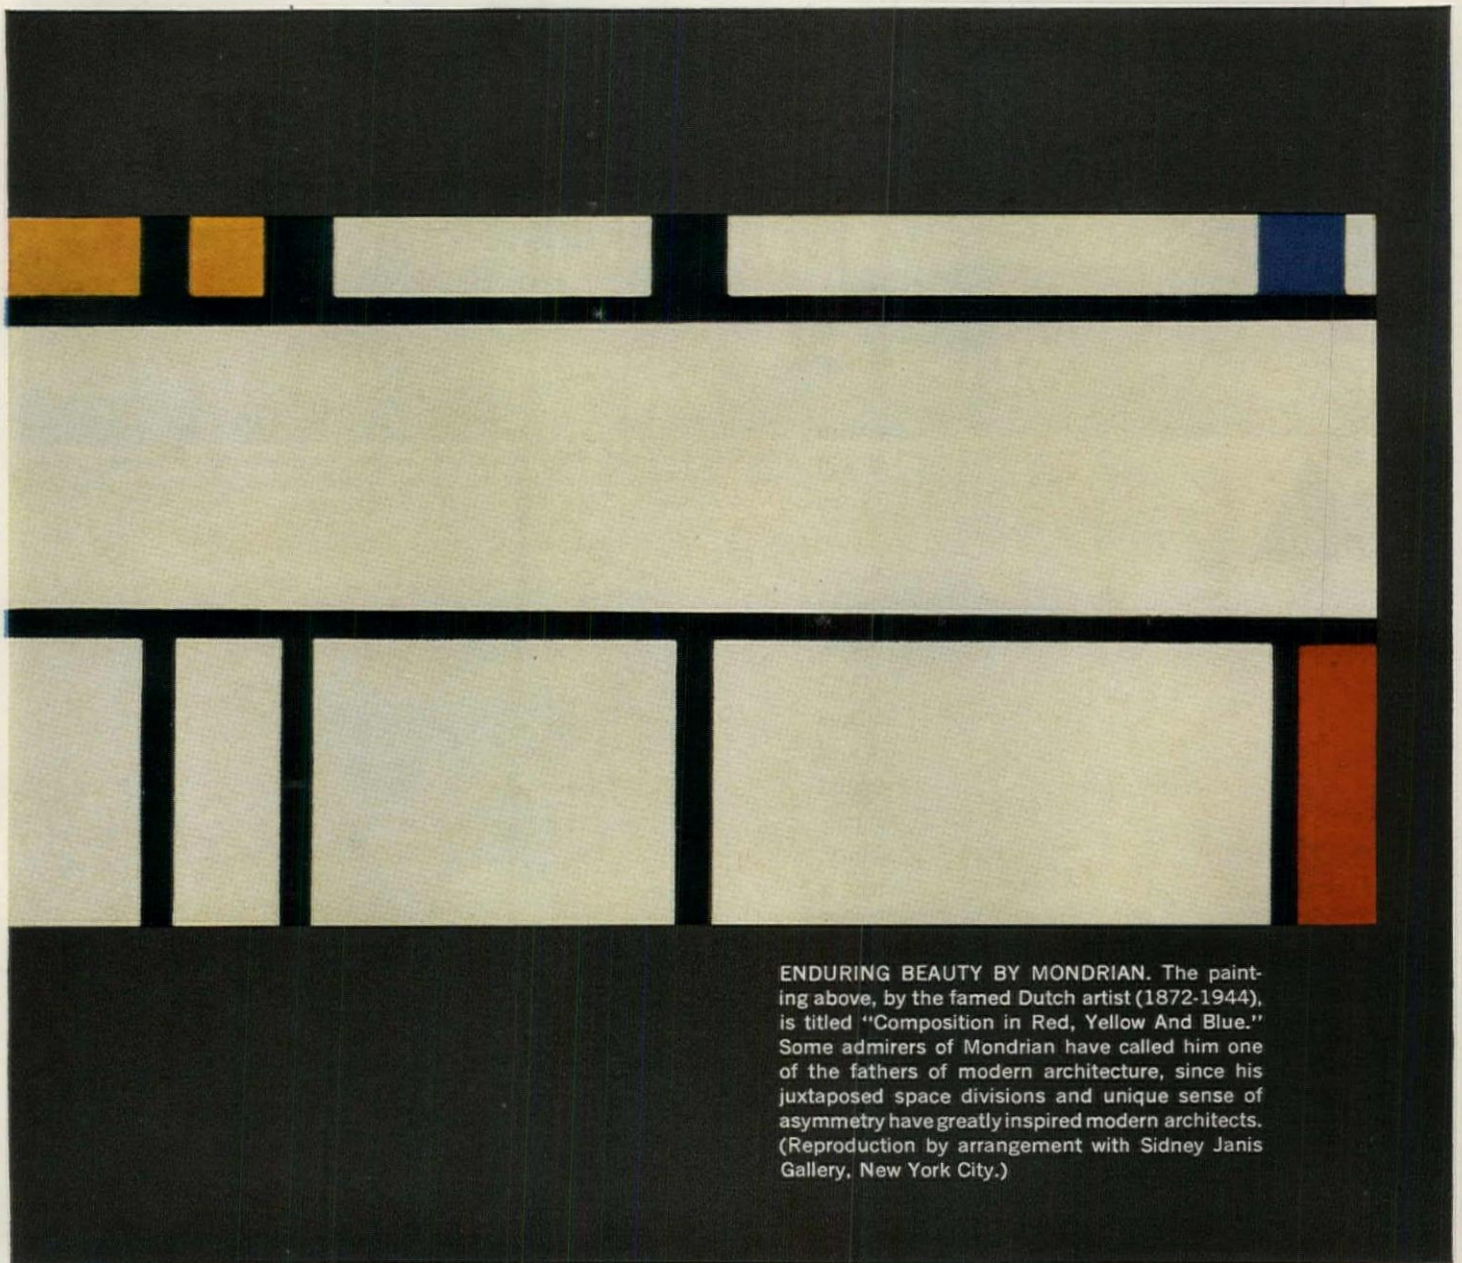 ENDURING BEAUTY BY MONDRIAN. The paint-
ing above, by the famed Dutch artist (1872-1944),
is titled “Composition in Red, Yellow And Blue.”
Some admirers of Mondrian have called him one
of the fathers of modern architecture, since his
juxtaposed space divisions and unique sense of
asymmetry have greatly inspired modern architects.
(Reproduction by arrangement with Sidney Janis
Gallery, New York City.)